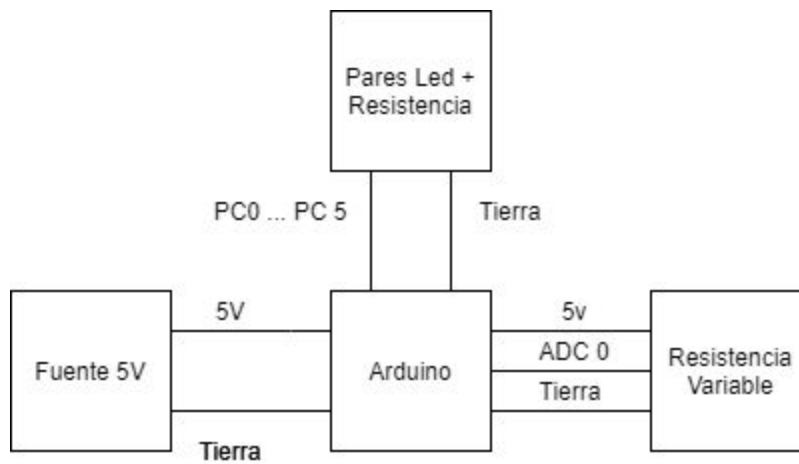 Pares Led +
Resistencia
PC0 ... PC 5
Tierra
5V
5v
ADC 0
Fuente 5V
Arduino
Resistencia
Variable
Tierra
Tierra